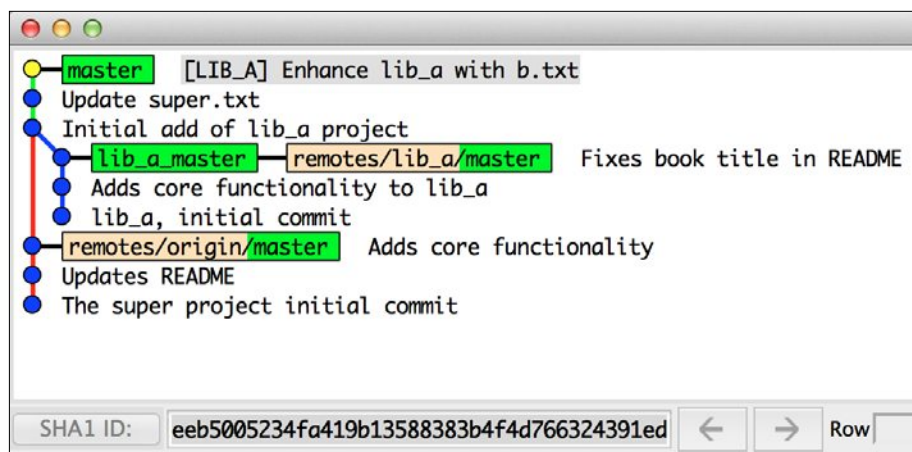 master [LIB_A] Enhance lib_a with b.txt
Update super.txt
Initial add of lib_a project
lib_a_master remotes/lib_a/master Fixes book title in README
Adds core functionality to lib_a
lib_a, initial commit
remotes/origin/master Adds core functionality
Updates README
The super project initial commit
SHA1 ID: eeb5005234fa419b13588383b4f4d766324391ed ← → Row